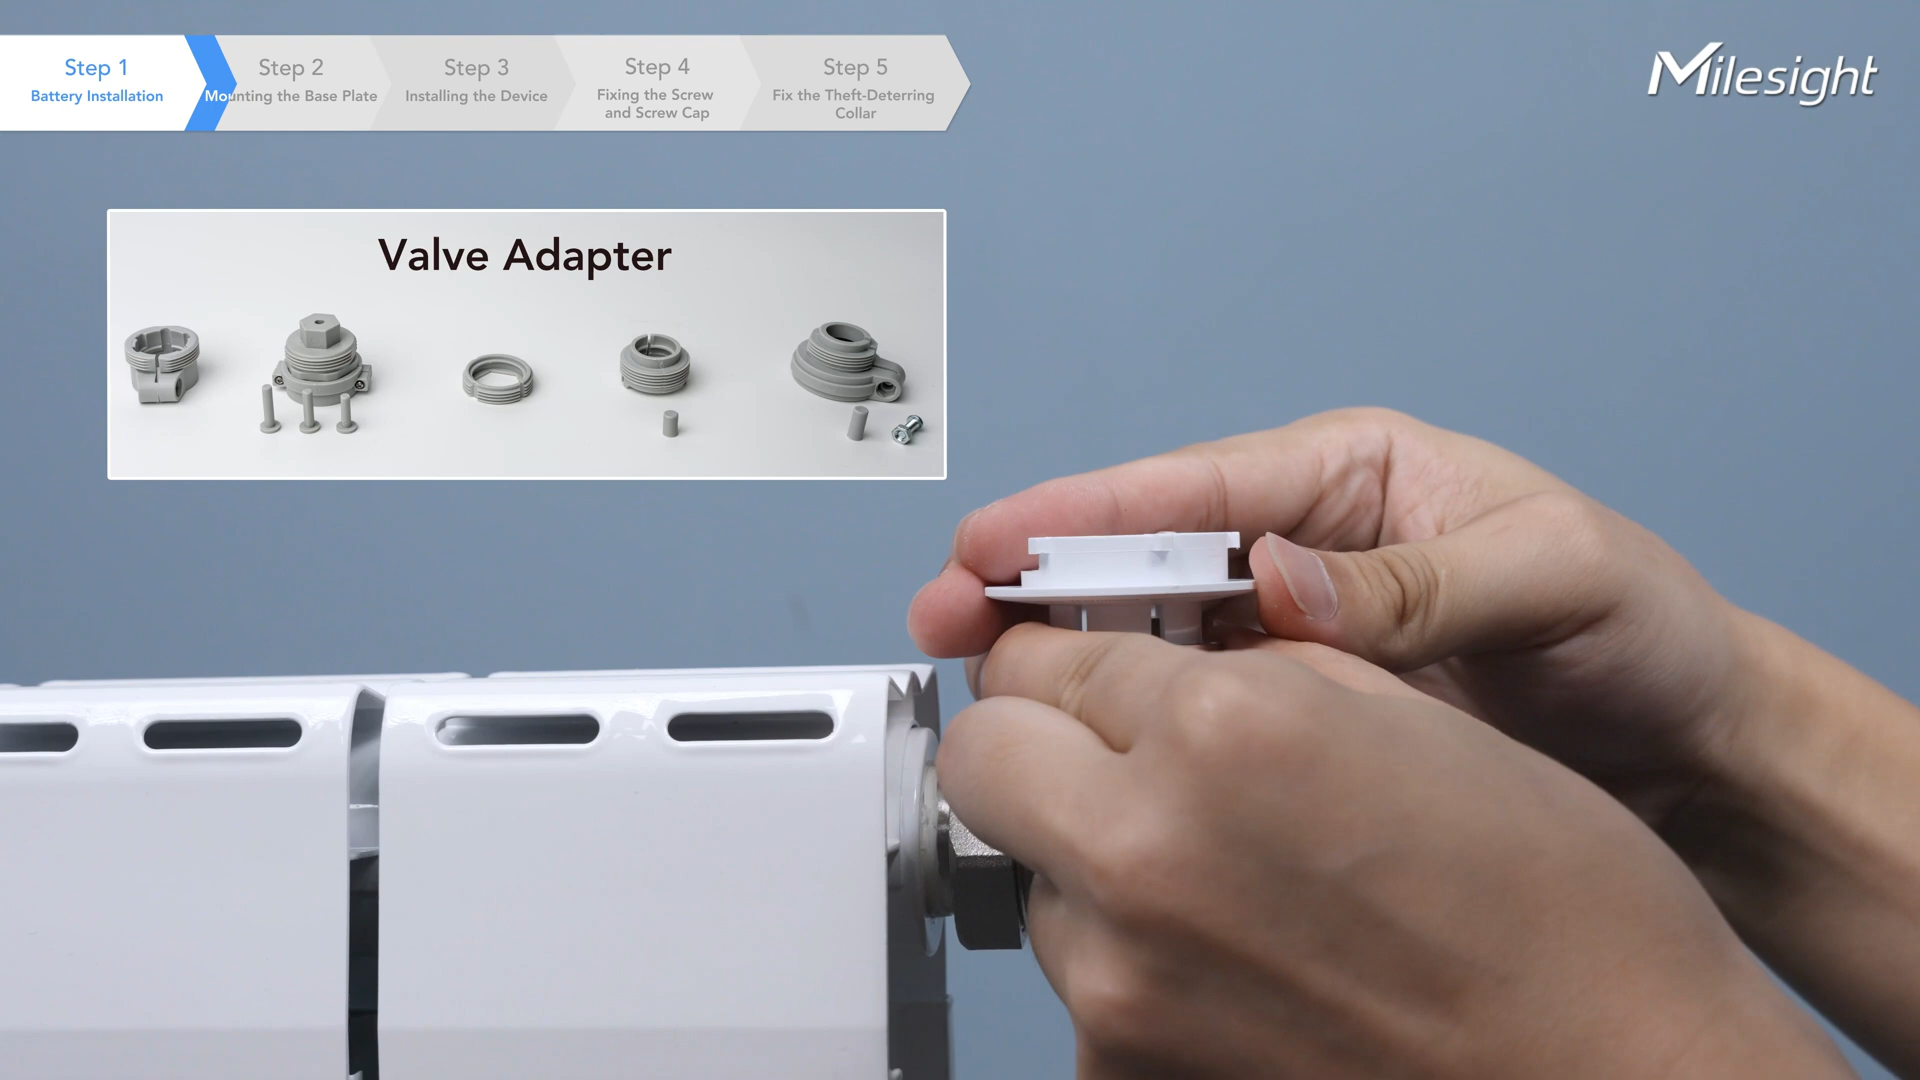 Step 1
Battery Installation
Step 2
Mounting the Base Plate
Step 3
Installing the Device
Step 4
Fixing the Screw
and Screw Cap
Step 5
Fix the Theft-Deterring
Collar
Milesight
Valve Adapter